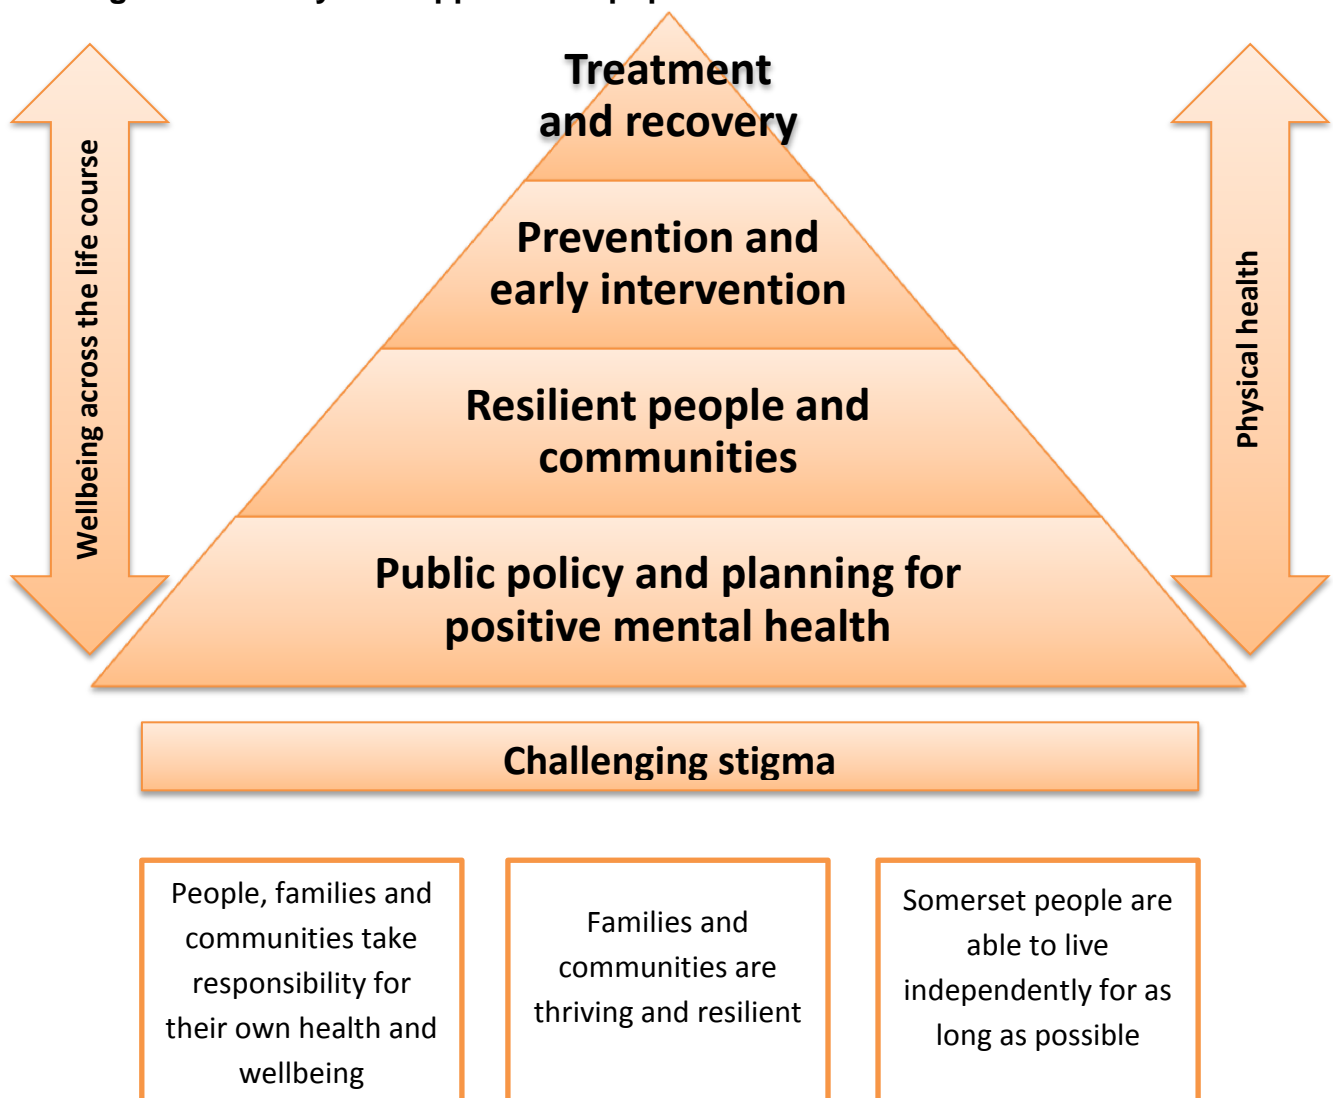 Treatment
and recovery
Prevention and
early intervention
Resilient people and
communities
Public policy and planning for
positive mental health
Wellbeing across the life course
Physical health
Challenging stigma
People, families and
communities take
responsibility for
their own health and
wellbeing
Families and
communities are
thriving and resilient
Somerset people are
able to live
independently for as
long as possible